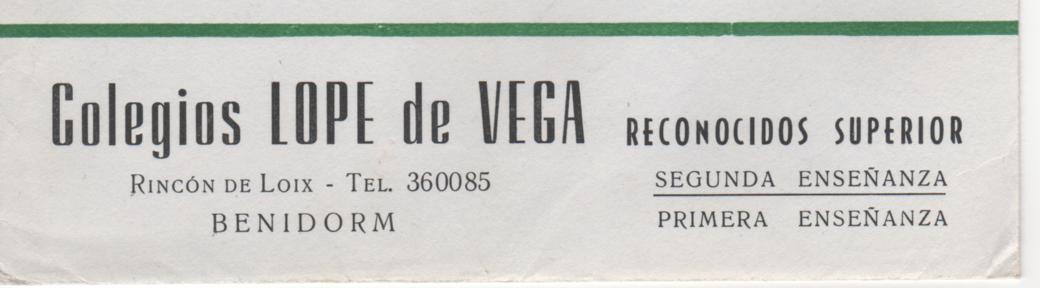 Colegios LOPE de VEGA
RINCÓN DE LOIX - TEL. 360085
BENIDORM
RECONOCIDOS SUPERIOR
SEGUNDA ENSEÑANZA
PRIMERA ENSEÑANZA